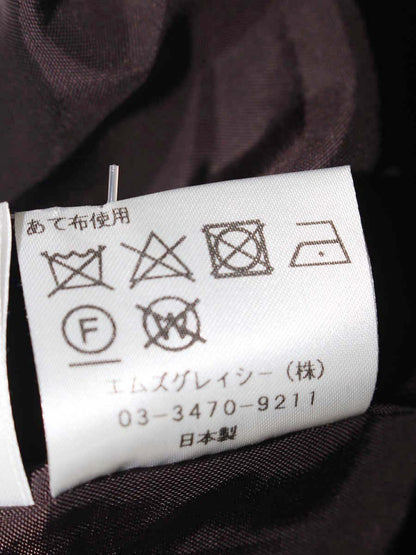 あて布使用
F
W
エムズグレイシー(株)
03-3470-9211
日本製